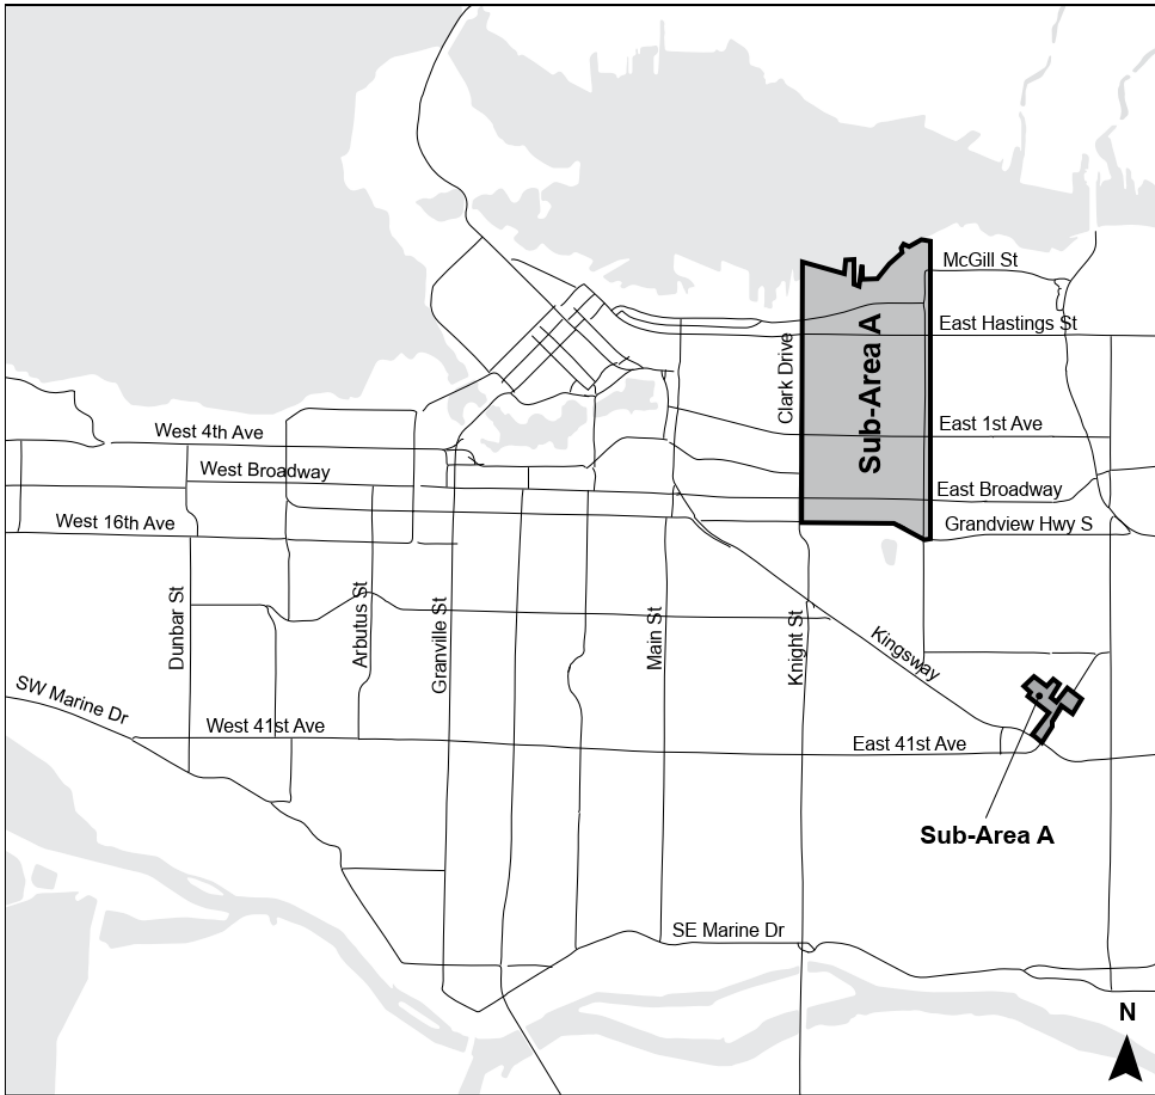 McGill St
East Hastings St
Clark Drive
Sub-Area A
East 1st Ave
West 4th Ave
West Broadway
East Broadway
West 16th Ave
Grandview Hwy S
Dunbar St
Arbutus St
Granville St
Main St
Knight St
Kingsway
SW Marine Dr
West 41st Ave
East 41st Ave
Sub-Area A
SE Marine Dr
N